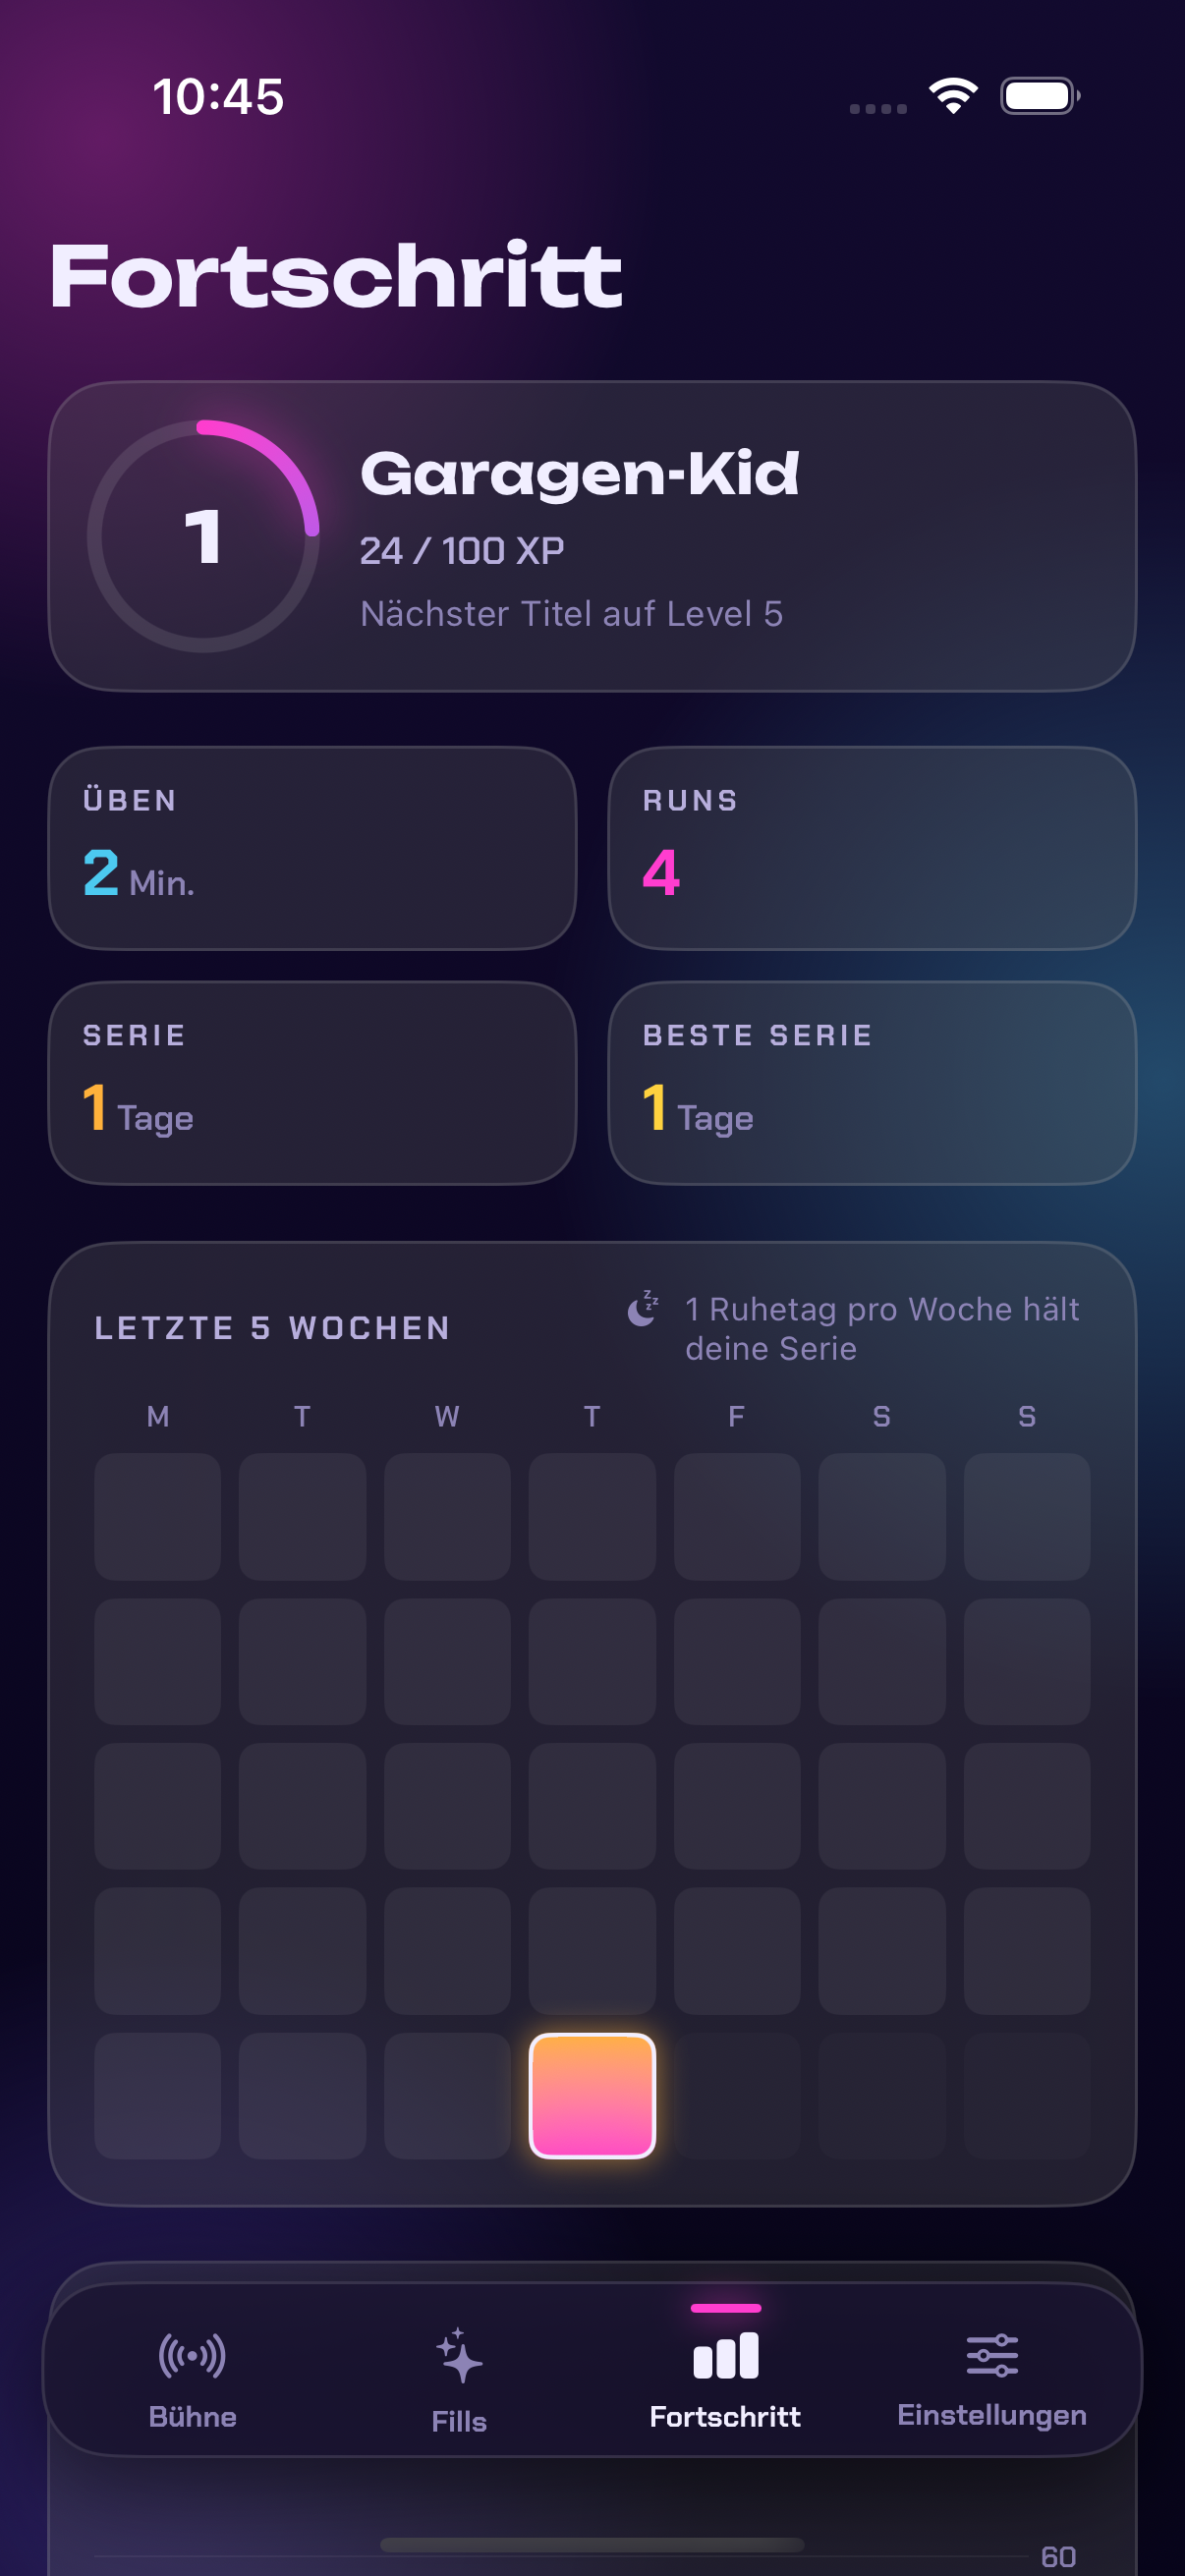 10:45
Fortschritt
1
Garagen-Kid
24 / 100 XP
Nächster Titel auf Level 5
ÜBEN
2 Min.
RUNS
4
SERIE
1 Tage
BESTE SERIE
1 Tage
LETZTE 5 WOCHEN
zzz
1 Ruhetag pro Woche hält
deine Serie
M T W T F S S
Bühne
Fills
Fortschritt
Einstellungen
60